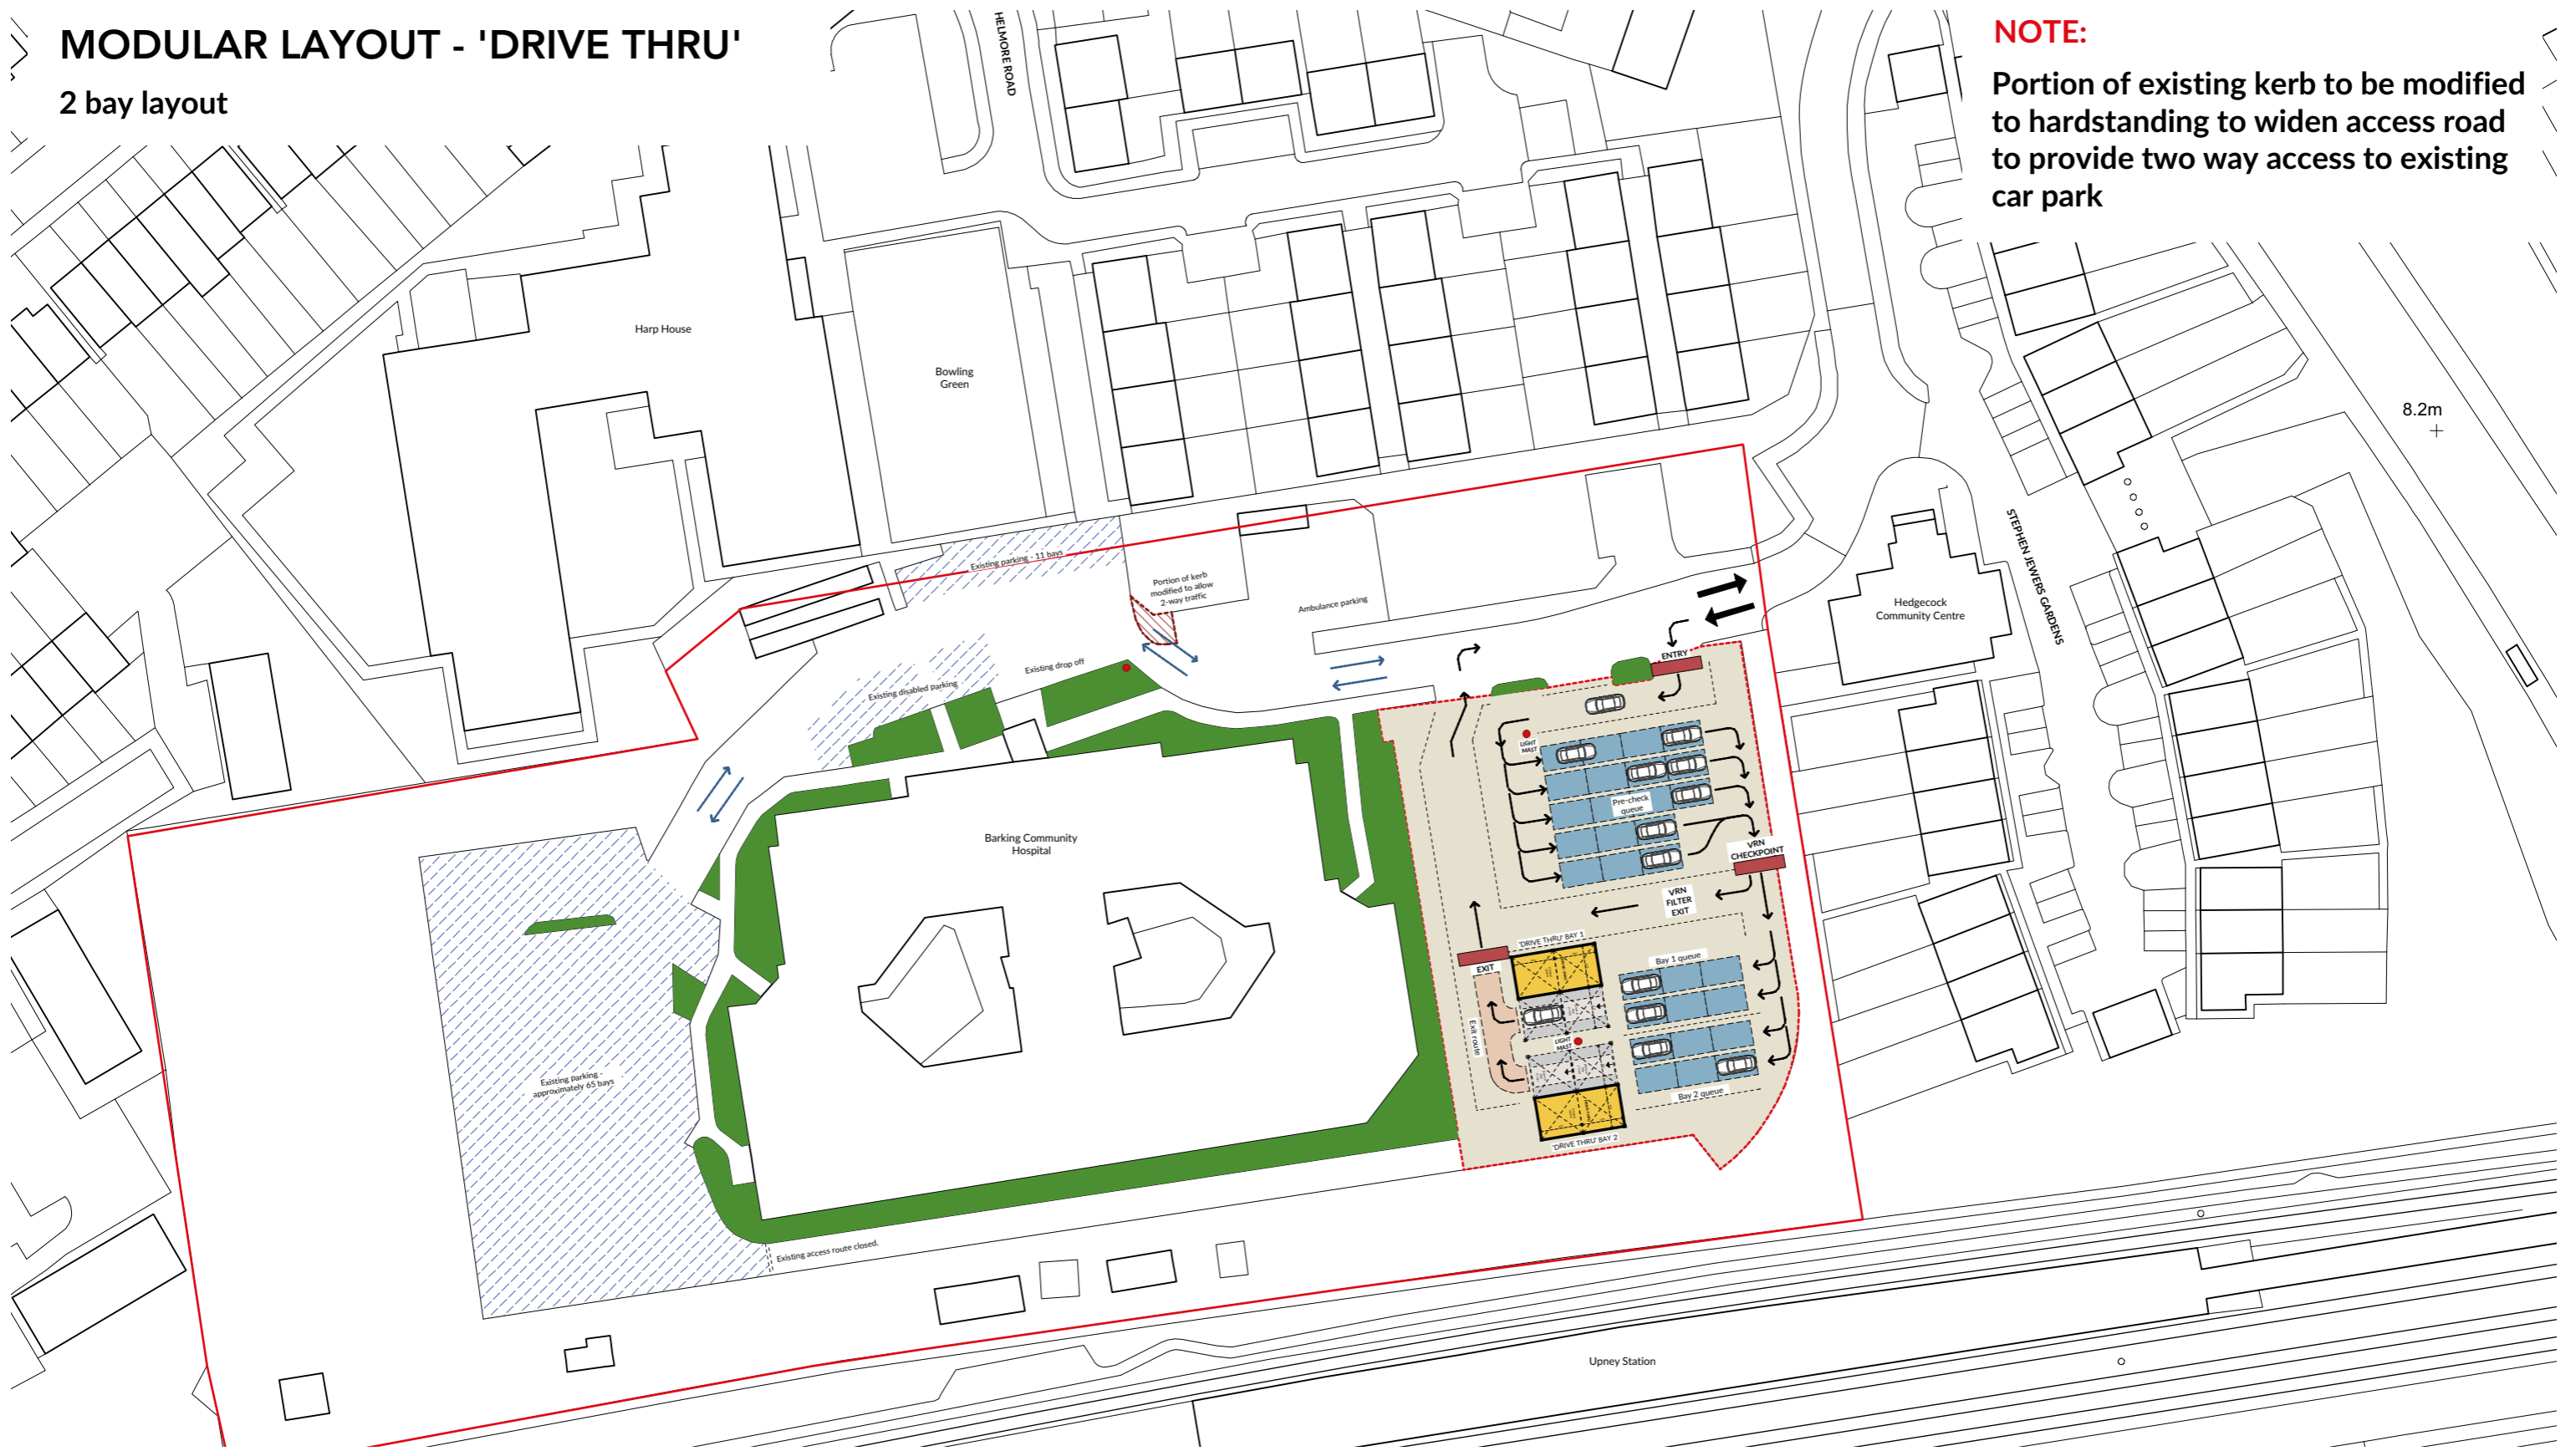 MODULAR LAYOUT - 'DRIVE THRU'
2 bay layout
NOTE:
Portion of existing kerb to be modified
to hardstanding to widen access road
to provide two way access to existing
car park
HELMORE ROAD
Harp House
Bowling
Green
8.2m
STEPHEN JEWERS GARDENS
Hedgecock
Community Centre
Existing parking - 11 bays
Portion of kerb
modified to allow
2-way traffic
Ambulance parking
Existing drop off
Existing disabled parking
ENTRY
LIGHT
MAST
Pre-check
queue
VRN
CHECKPOINT
VRN
FILTER
EXIT
Barking Community
Hospital
'DRIVE THRU' BAY 1
EXIT
Bay 1 queue
Exit route
LIGHT
MAST
Bay 2 queue
'DRIVE THRU' BAY 2
Existing parking -
aproximately 65 bays
Existing access route closed.
Upney Station